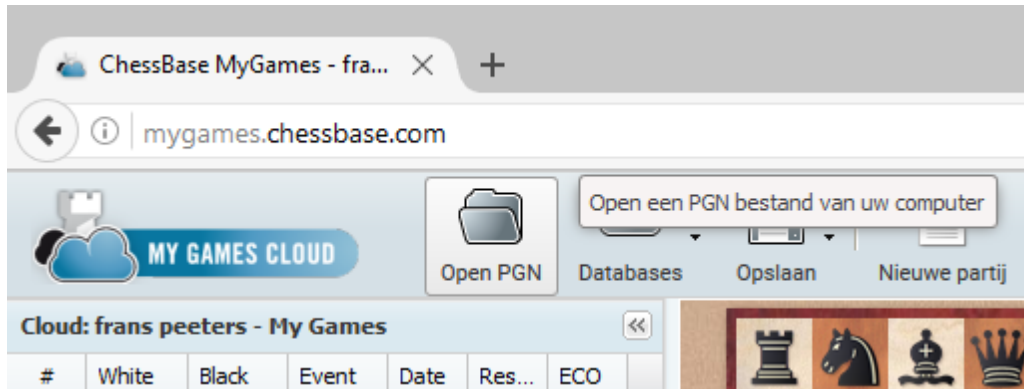 ChessBase MyGames - fra...
mygames.chessbase.com
Open een PGN bestand van uw computer
MY GAMES CLOUD
Open PGN
Databases
Opslaan
Nieuwe partij
Cloud: frans peeters - My Games
# White Black Event Date Res... ECO